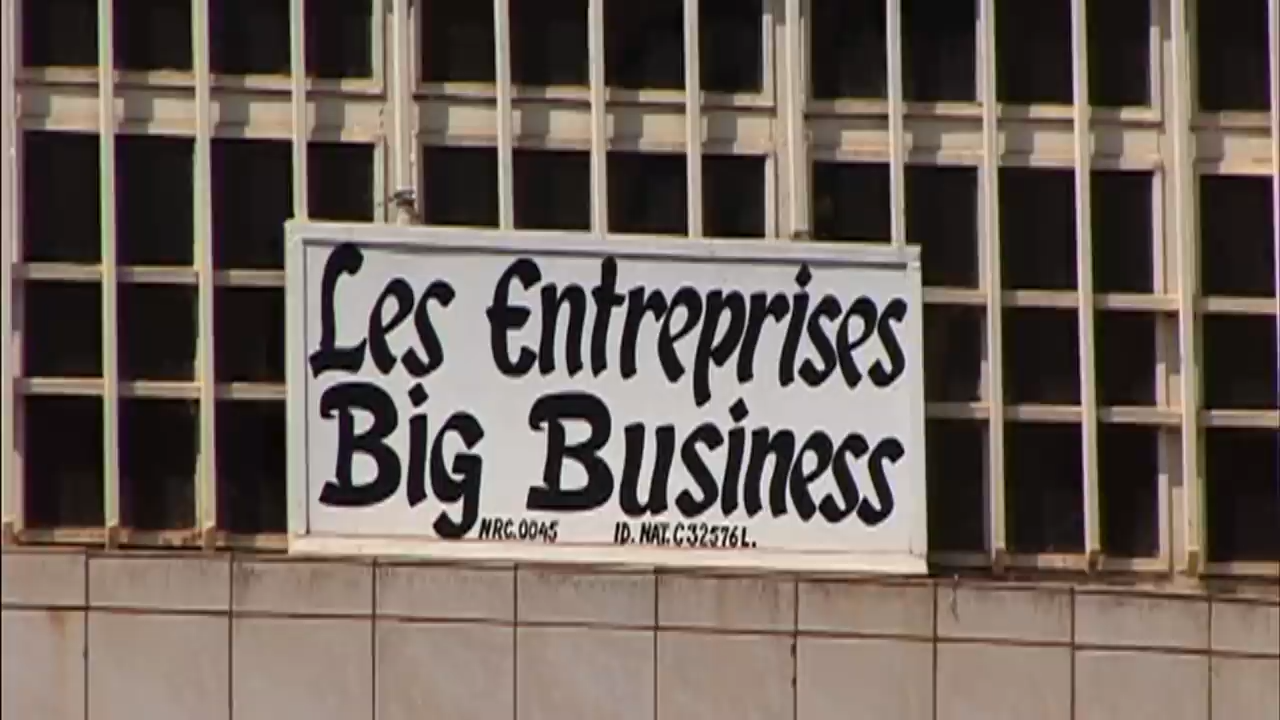 Les Entreprises
Big Business
NRC.0045 ID. NAT.C32576L.